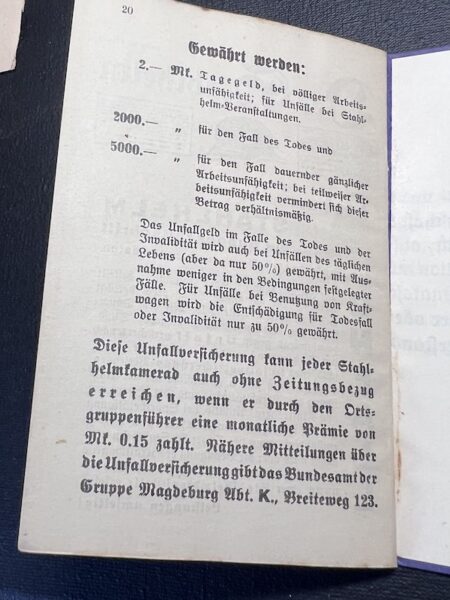 20
Gewährt werden:
2.— Mk. Tagegeld, bei völliger Arbeits-
unfähigkeit; für Unfälle bei Stahl-
helm-Veranstaltungen.
2000.— „ für den Fall des Todes und
5000.— „ für den Fall dauernder gänzlicher
Arbeitsunfähigkeit; bei teilweiser Ar-
beitsunfähigkeit vermindert sich dieser
Betrag verhältnismäßig.
Das Unfallgeld im Falle des Todes und der
Invalidität wird auch bei Unfällen des täglichen
Lebens (aber da nur 50%) gewährt, mit Aus-
nahme weniger in den Bedingungen festgelegter
Fälle. Für Unfälle bei Benutzung von Kraft-
wagen wird die Entschädigung für Todesfall
oder Invalidität nur zu 50% gewährt.
Diese Unfallversicherung kann jeder Stahl-
helmkamerad auch ohne Zeitungsbezug
erreichen, wenn er durch den Orts-
gruppenführer eine monatliche Prämie von
Mk. 0.15 zahlt. Nähere Mitteilungen über
die Unfallversicherung gibt das Bundesamt der
Gruppe Magdeburg Abt. K., Breiteweg 123.